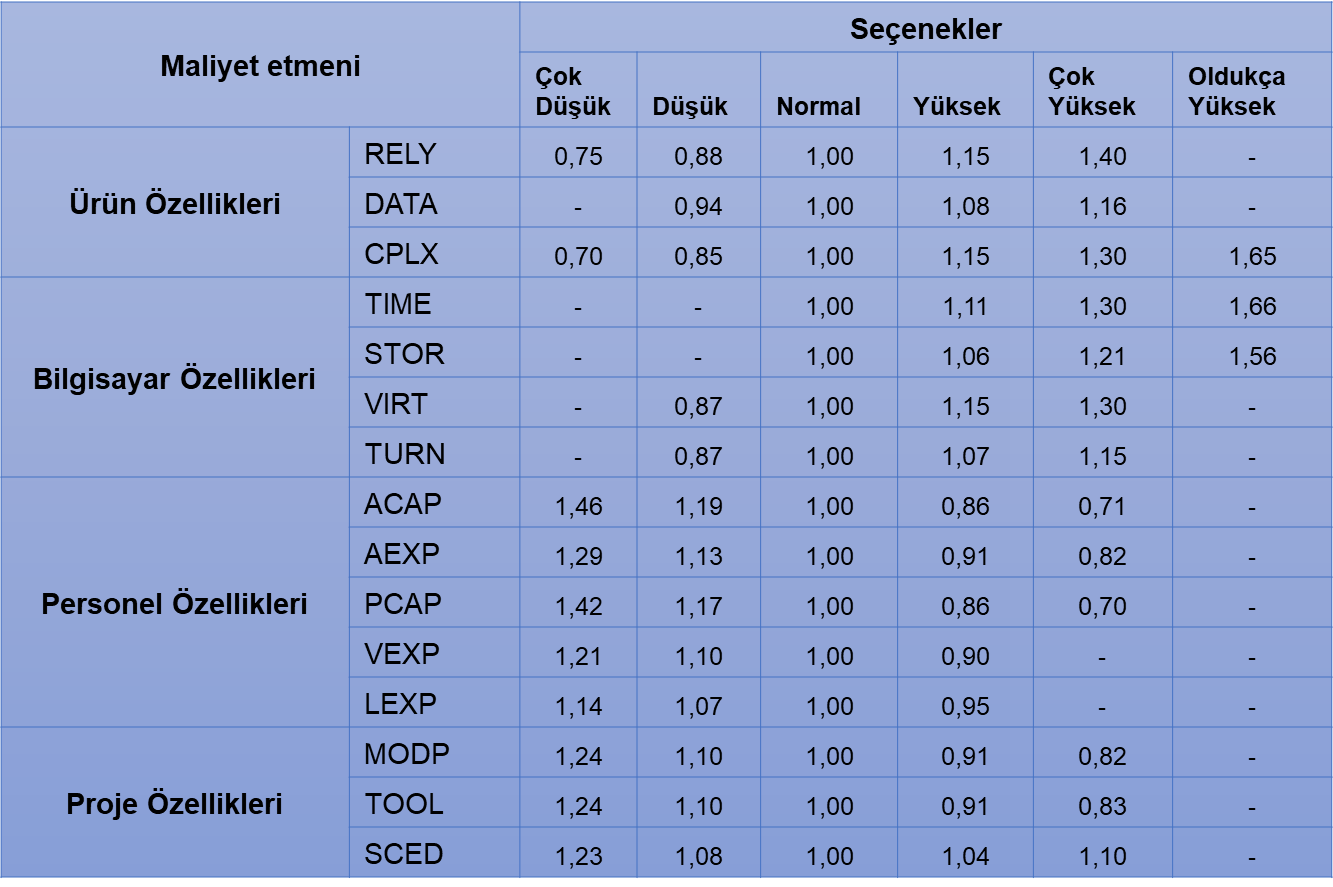 Maliyet etmeni
Seçenekler
Çok Düşük
Düşük
Normal
Yüksek
Çok Yüksek
Oldukça Yüksek
Ürün Özellikleri
RELY 0,75 0,88 1,00 1,15 1,40 -
DATA - 0,94 1,00 1,08 1,16 -
CPLX 0,70 0,85 1,00 1,15 1,30 1,65
Bilgisayar Özellikleri
TIME - - 1,00 1,11 1,30 1,66
STOR - - 1,00 1,06 1,21 1,56
VIRT - 0,87 1,00 1,15 1,30 -
TURN - 0,87 1,00 1,07 1,15 -
Personel Özellikleri
ACAP 1,46 1,19 1,00 0,86 0,71 -
AEXP 1,29 1,13 1,00 0,91 0,82 -
PCAP 1,42 1,17 1,00 0,86 0,70 -
VEXP 1,21 1,10 1,00 0,90 - -
LEXP 1,14 1,07 1,00 0,95 - -
Proje Özellikleri
MODP 1,24 1,10 1,00 0,91 0,82 -
TOOL 1,24 1,10 1,00 0,91 0,83 -
SCED 1,23 1,08 1,00 1,04 1,10 -